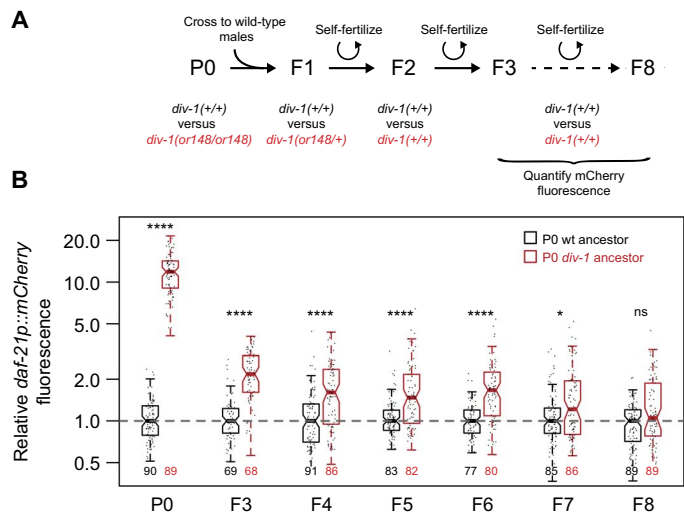 A
Cross to wild-type
males
Self-fertilize
Self-fertilize
Self-fertilize
P0 F1 F2 F3 F8
div-1(+/+) div-1(+/+) div-1(+/+) div-1(+/+)
versus versus versus versus
div-1(or148/or148) div-1(or148/+) div-1(+/+) div-1(+/+)
Quantify mCherry
fluorescence
B
Relative daf-21p::mCherry
fluorescence
20.0
10.0
5.0
2.0
1.0
0.5
**** **** **** **** **** * ns
P0 wt ancestor
P0 div-1 ancestor
90 89 69 68 91 86 83 82 77 80 85 86 89 89
P0 F3 F4 F5 F6 F7 F8